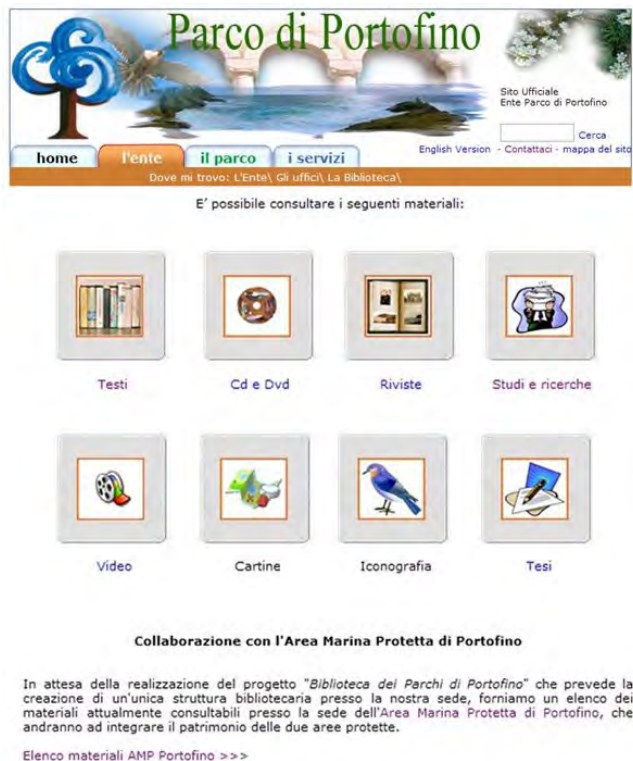 Parco di Portofino
Sito Ufficiale
Ente Parco di Portofino
Cerca
home l'ente il parco i servizi
English Version - Contattaci - mappa del sito
Dove mi trovo: L'Ente\ Gli uffici\ La Biblioteca\
E' possibile consultare i seguenti materiali:
Testi Cd e Dvd Riviste Studi e ricerche
Video Cartine Iconografia Tesi
Collaborazione con l'Area Marina Protetta di Portofino
In attesa della realizzazione del progetto "Biblioteca dei Parchi di Portofino" che prevede la
creazione di un'unica struttura bibliotecaria presso la nostra sede, forniamo un elenco dei
materiali attualmente consultabili presso la sede dell'Area Marina Protetta di Portofino, che
andranno ad integrare il patrimonio delle due aree protette.
Elenco materiali AMP Portofino >>>